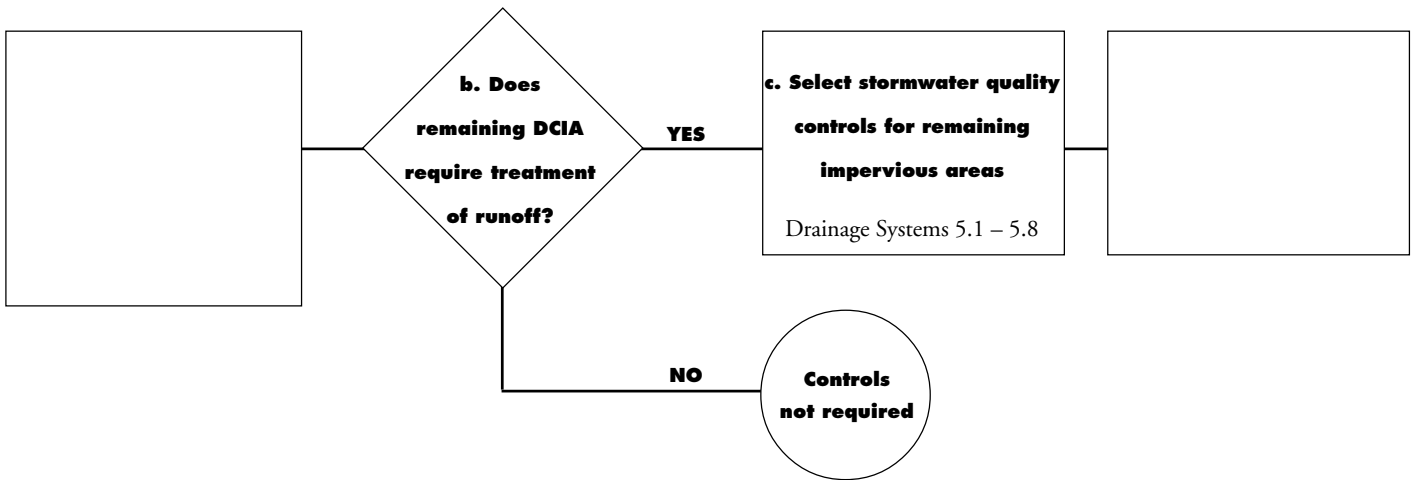 b. Does
remaining DCIA
require treatment
of runoff?
YES
c. Select stormwater quality
controls for remaining
impervious areas
Drainage Systems 5.1 – 5.8
NO
Controls
not required